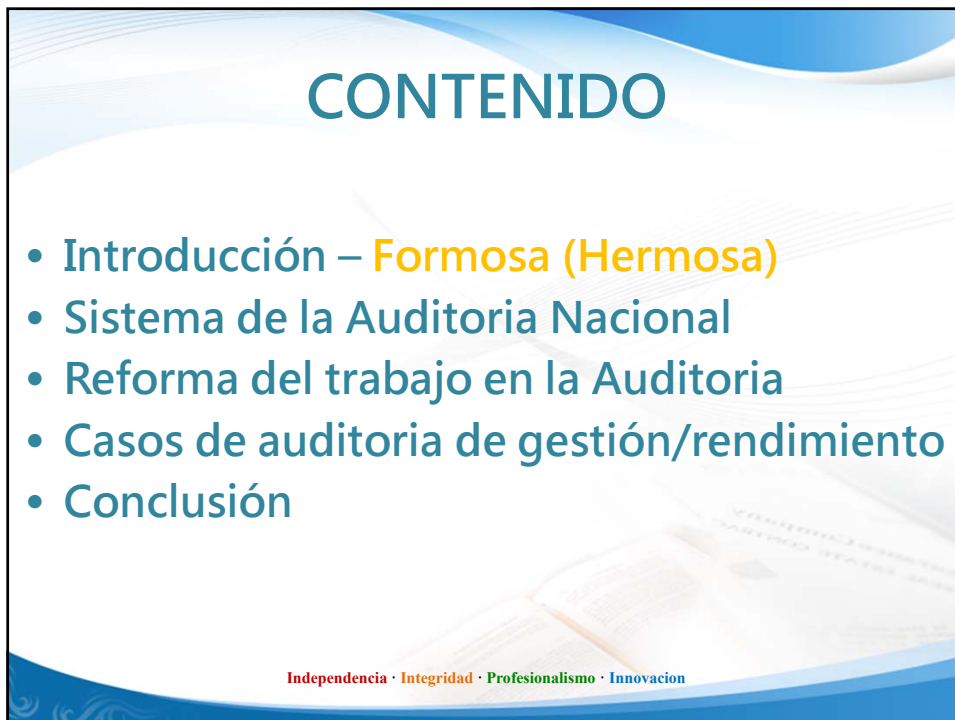 CONTENIDO
• Introducción – Formosa (Hermosa)
• Sistema de la Auditoria Nacional
• Reforma del trabajo en la Auditoria
• Casos de auditoria de gestión/rendimiento
• Conclusión
Independencia · Integridad · Profesionalismo · Innovacion